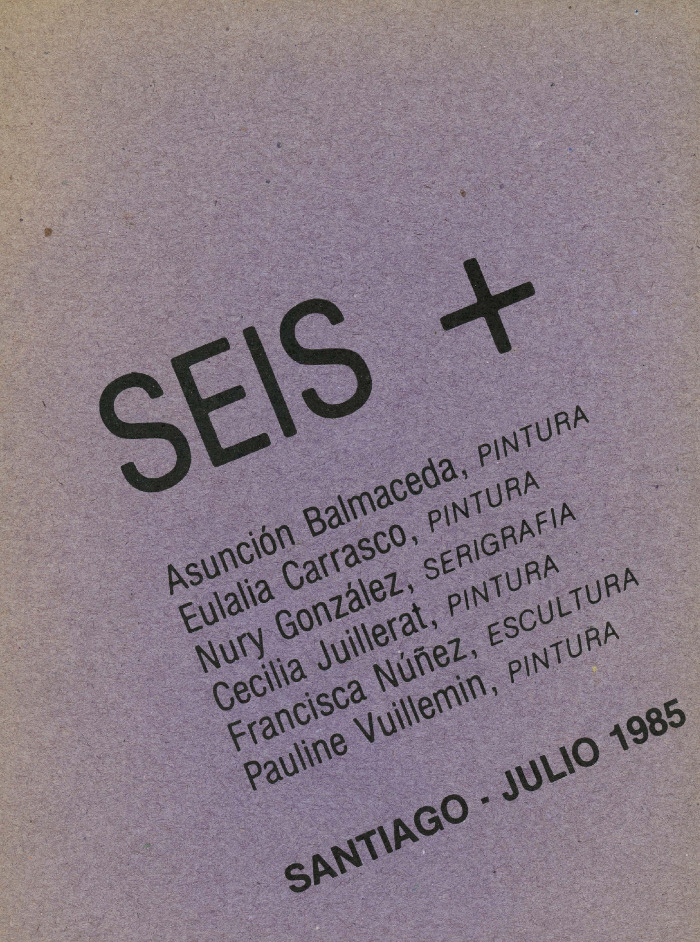 SEIS +
Asunción Balmaceda, PINTURA
Eulalia Carrasco, PINTURA
Nury González, SERIGRAFIA
Cecilia Juillerat, PINTURA
Francisca Núñez, ESCULTURA
Pauline Vuillemin, PINTURA
SANTIAGO - JULIO 1985